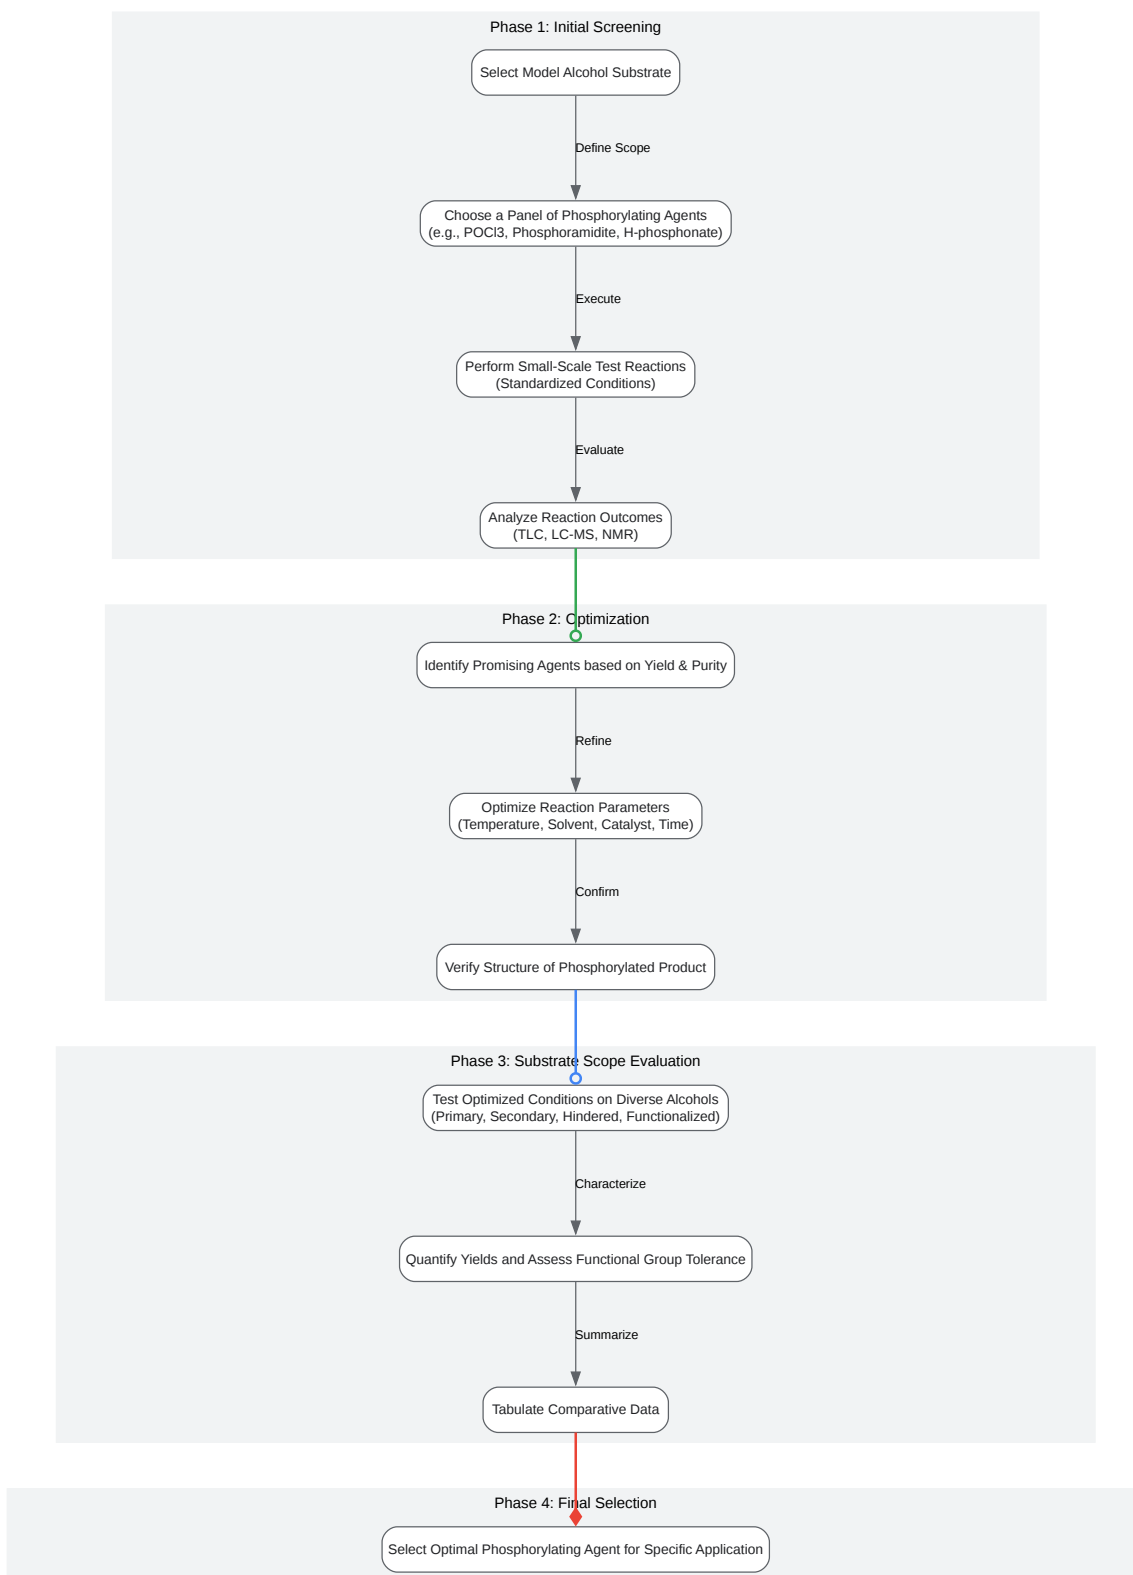 Phase 1: Initial Screening
Select Model Alcohol Substrate
Define Scope
Choose a Panel of Phosphorylating Agents
(e.g., POCl3, Phosphoramidite, H-phosphonate)
Execute
Perform Small-Scale Test Reactions
(Standardized Conditions)
Evaluate
Analyze Reaction Outcomes
(TLC, LC-MS, NMR)
Phase 2: Optimization
Identify Promising Agents based on Yield & Purity
Refine
Optimize Reaction Parameters
(Temperature, Solvent, Catalyst, Time)
Confirm
Verify Structure of Phosphorylated Product
Phase 3: Substrate Scope Evaluation
Test Optimized Conditions on Diverse Alcohols
(Primary, Secondary, Hindered, Functionalized)
Characterize
Quantify Yields and Assess Functional Group Tolerance
Summarize
Tabulate Comparative Data
Phase 4: Final Selection
Select Optimal Phosphorylating Agent for Specific Application